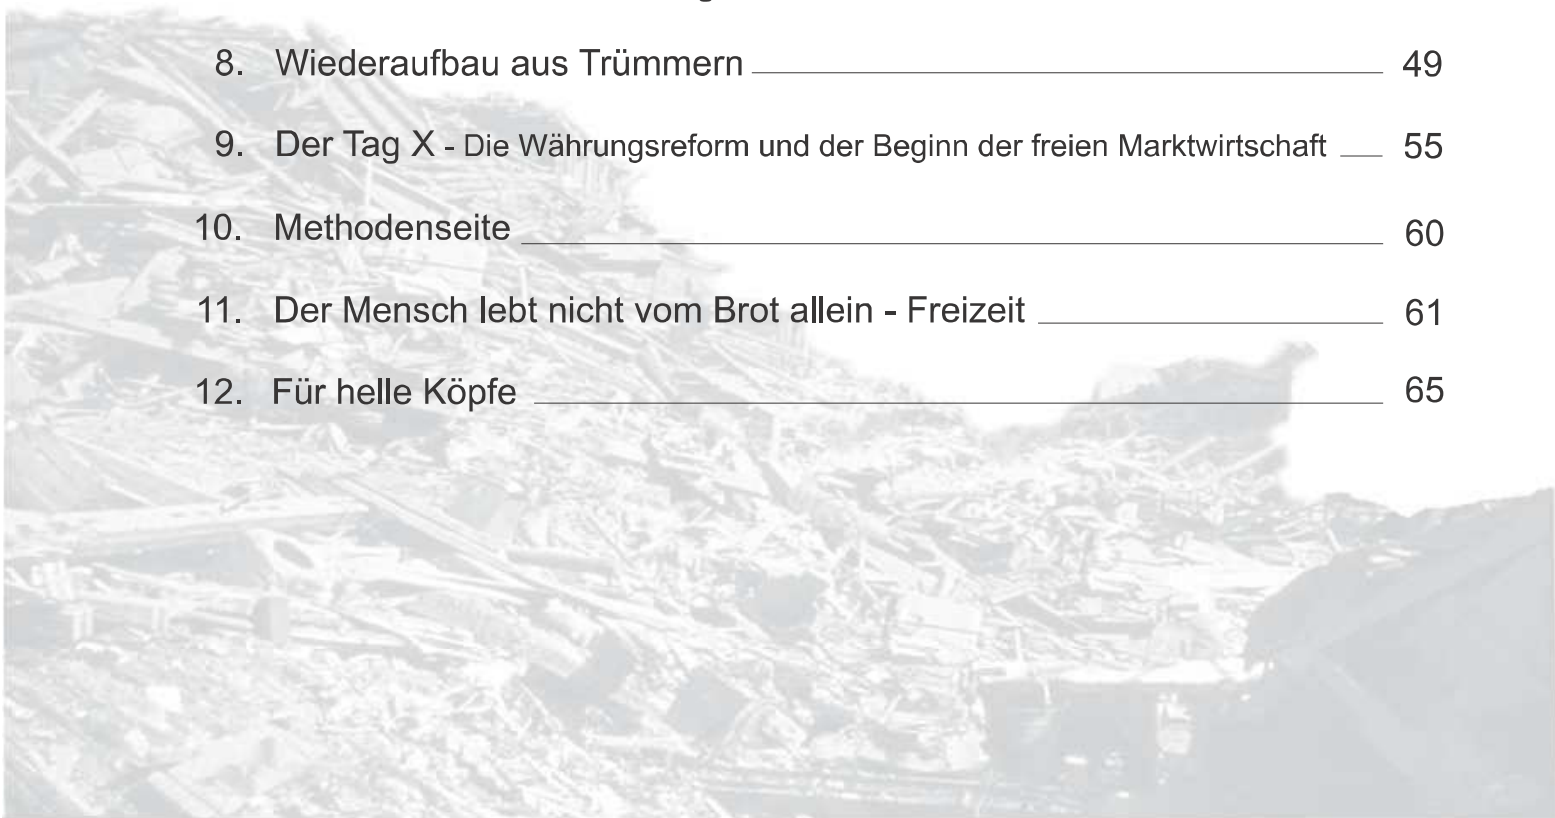 8. Wiederaufbau aus Trümmern 49
9. Der Tag X - Die Währungsreform und der Beginn der freien Marktwirtschaft 55
10. Methodenseite 60
11. Der Mensch lebt nicht vom Brot allein - Freizeit 61
12. Für helle Köpfe 65